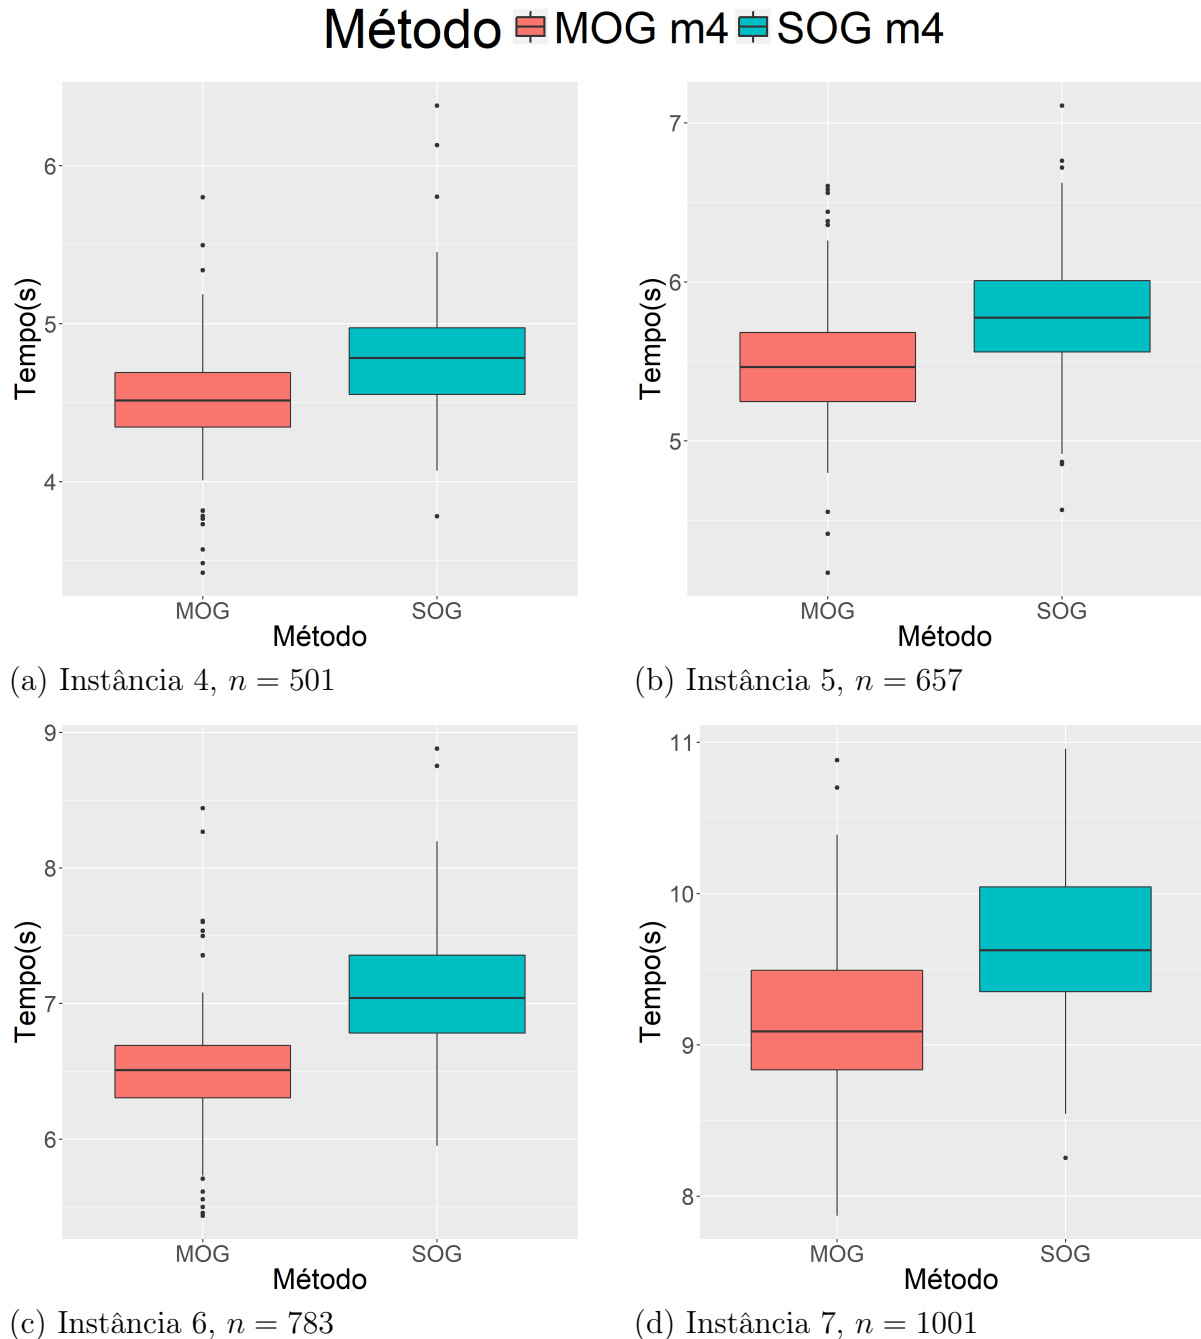 Método MOG m4 SOG m4
6
5
4
Tempo(s)
MOG SOG
Método
(a) Instância 4, n = 501
7
6
5
Tempo(s)
MOG SOG
Método
(b) Instância 5, n = 657
9
8
7
6
Tempo(s)
MOG SOG
Método
(c) Instância 6, n = 783
11
10
9
8
Tempo(s)
MOG SOG
Método
(d) Instância 7, n = 1001